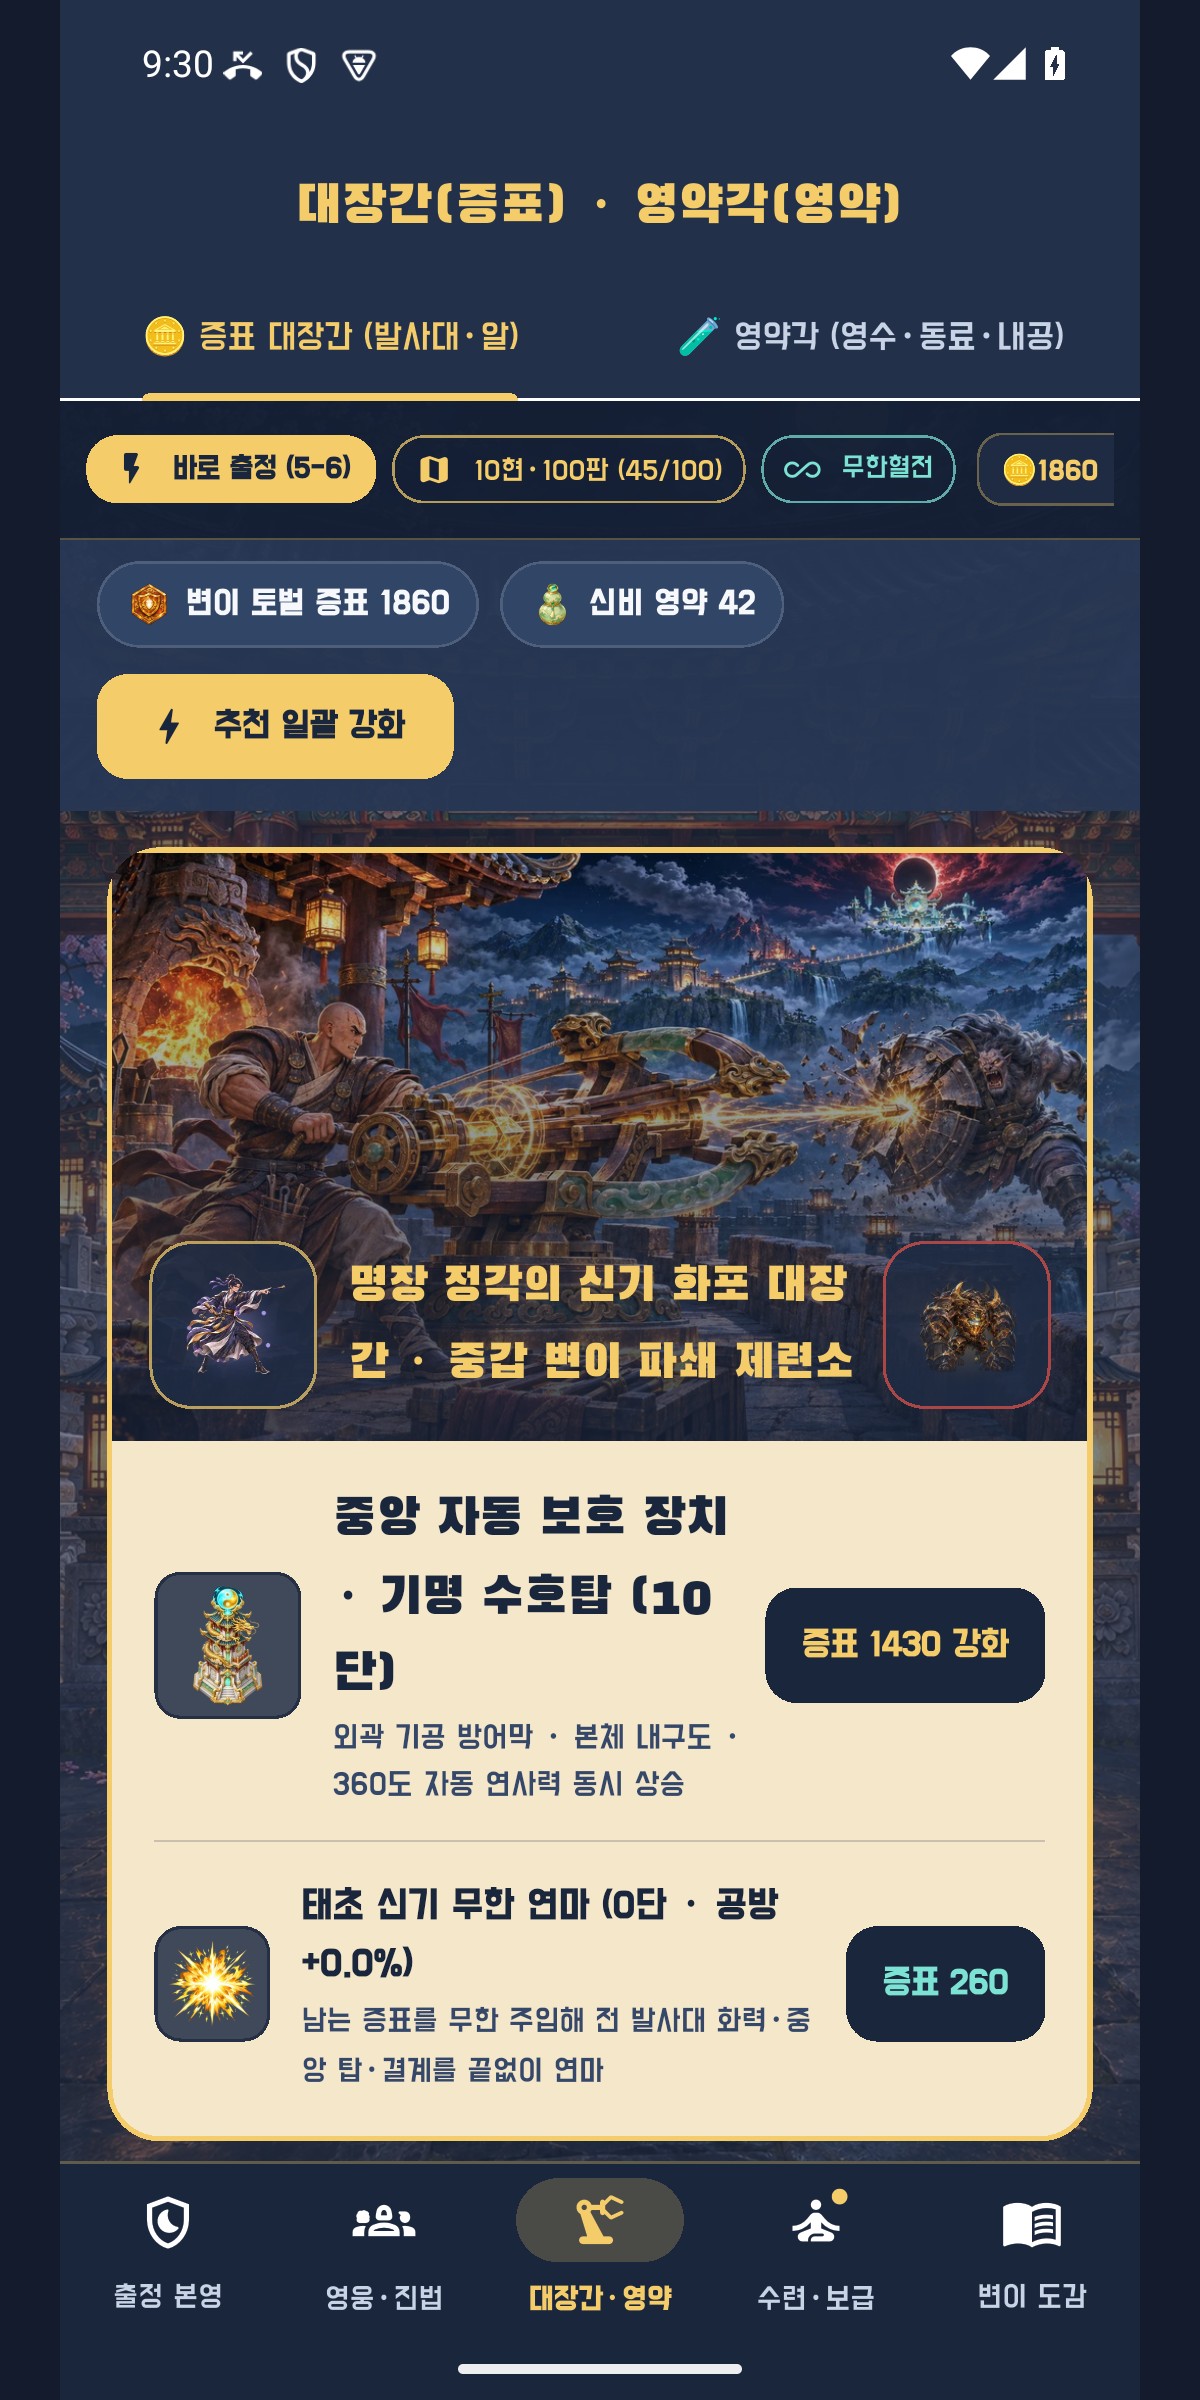 9:30
대장간(증표) · 영약각(영약)
증표 대장간 (발사대·알)
영약각 (영수·동료·내공)
바로 출정 (5-6)
10현·100판 (45/100)
무한혈전
1860
변이 토벌 증표 1860
신비 영약 42
추천 일괄 강화
명장 정각의 신기 화포 대장
간 · 중갑 변이 파쇄 제련소
중앙 자동 보호 장치
· 기명 수호탑 (10
단)
증표 1430 강화
외곽 기공 방어막 · 본체 내구도 ·
360도 자동 연사력 동시 상승
태초 신기 무한 연마 (0단 · 공방
+0.0%)
증표 260
남는 증표를 무한 주입해 전 발사대 화력·중
앙 탑·결계를 끝없이 연마
출정 본영
영웅·진법
대장간·영약
수련·보급
변이 도감